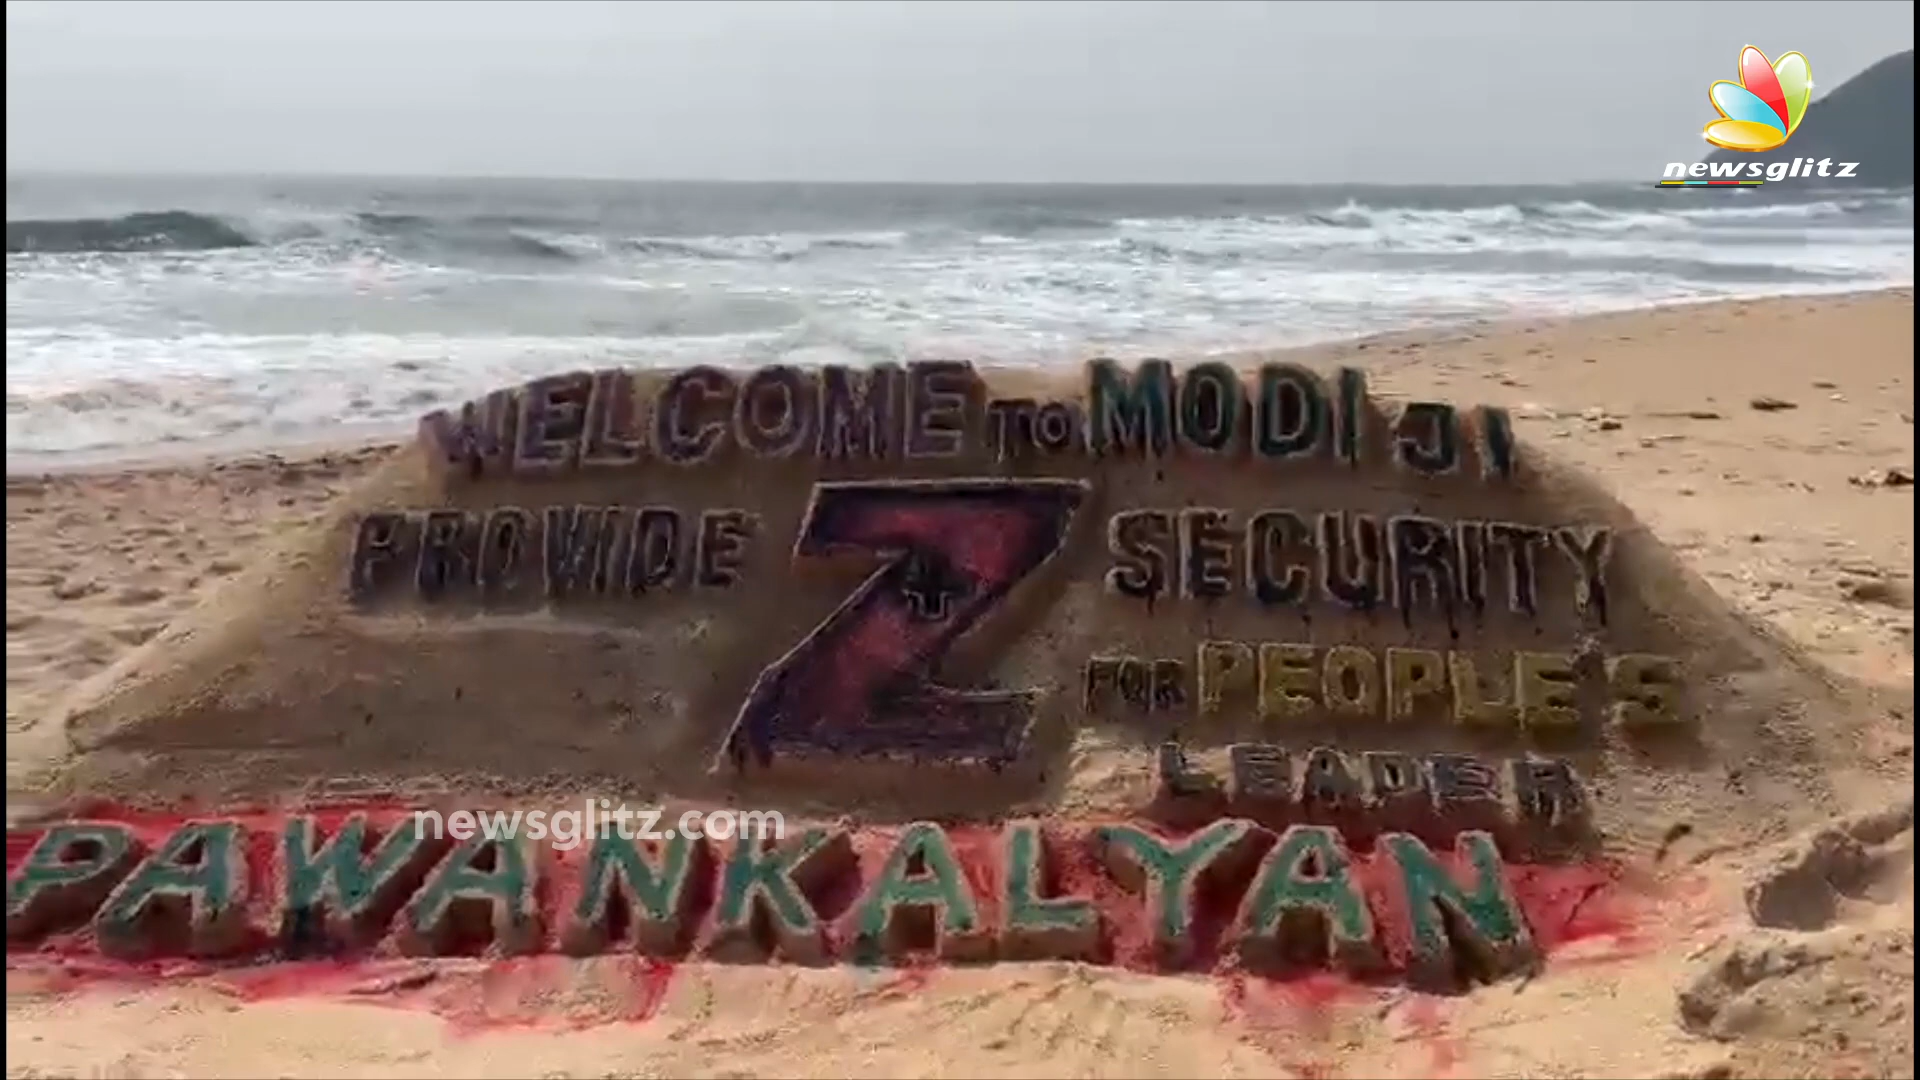 newsglitz
WELCOME TO MODI JI
PROVIDE Z+ SECURITY
FOR PEOPLE'S
LEADER
newsglitz.com
PAWANKALYAN